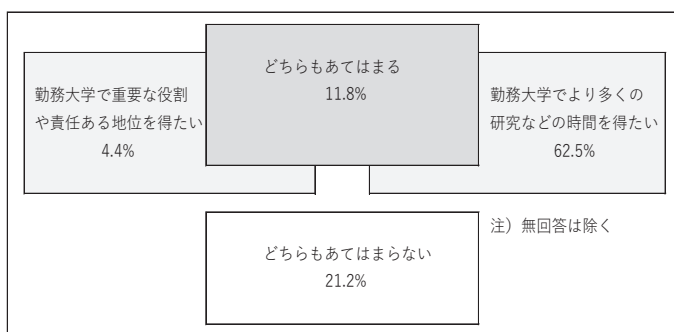 どちらもあてはまる
11.8%
勤務大学で重要な役割
や責任ある地位を得たい
4.4%
勤務大学でより多くの
研究などの時間を得たい
62.5%
どちらもあてはまらない
21.2%
注）無回答は除く